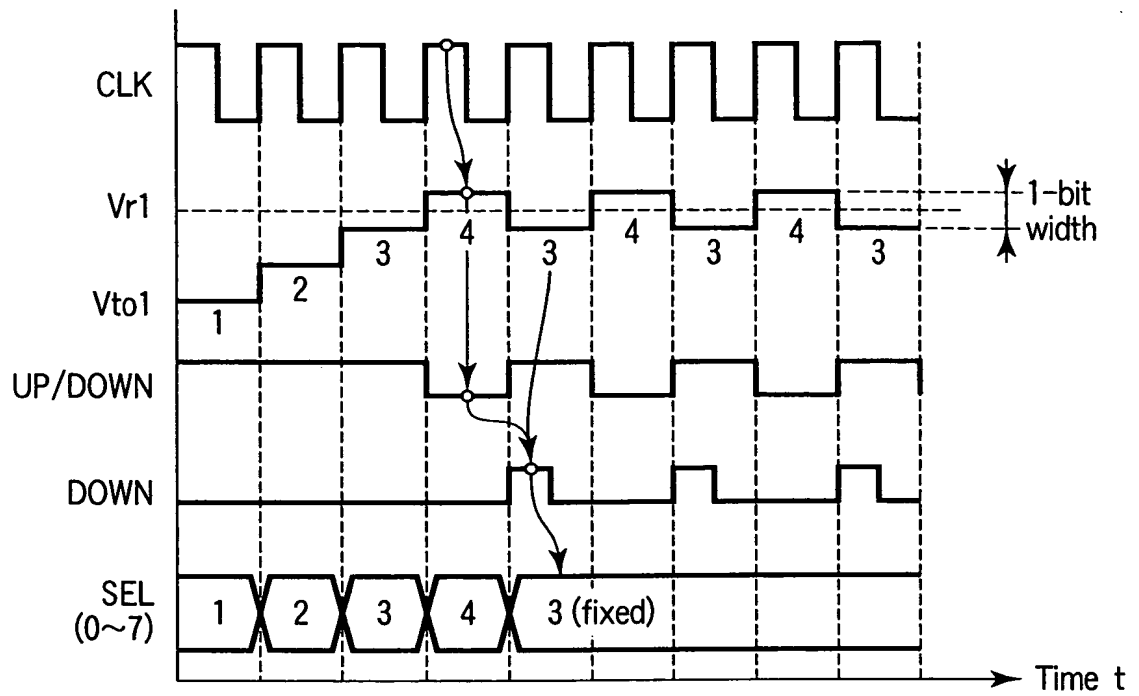 CLK
Vr1
1-bit
width
4
4
4
3
3
3
3
2
Vto1
1
UP/DOWN
DOWN
SEL
(0~7)
1
2
3
4
3 (fixed)
Time t